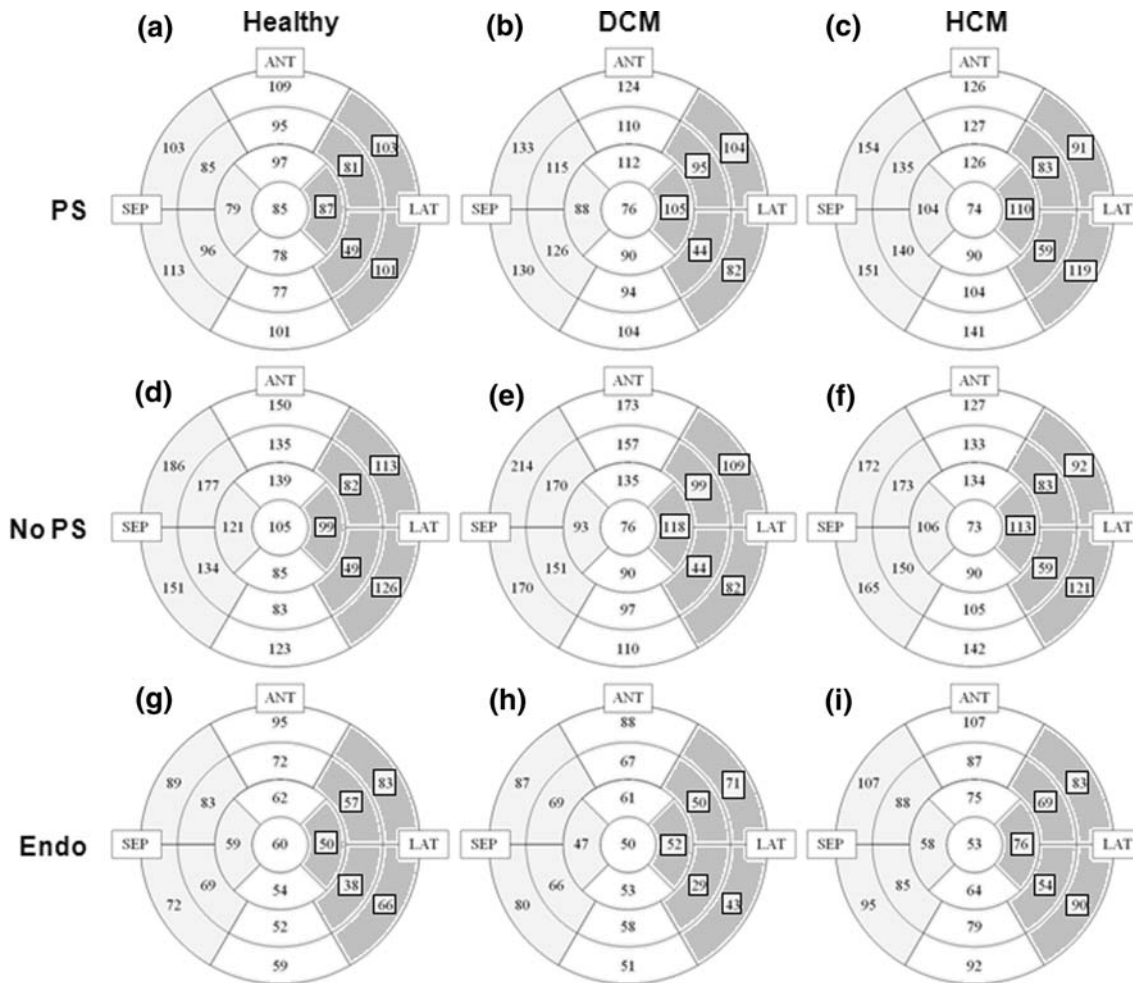 (a) Healthy (b) DCM (c) HCM
ANT ANT ANT
109 124 126
95 110 127
103 103 133 104 154 91
85 97 81 115 112 95 135 126 83
PS SEP 79 85 87 LAT SEP 88 76 105 LAT SEP 104 74 110 LAT
96 78 49 126 90 44 140 90 59
113 101 130 82 151 119
77 94 104
101 104 141
(d) (e) (f)
ANT ANT ANT
150 173 127
135 157 133
186 113 214 109 172 92
177 139 82 170 135 99 173 134 83
No PS SEP 121 105 99 LAT SEP 93 76 118 LAT SEP 106 73 113 LAT
134 85 49 151 90 44 150 90 59
151 126 170 82 165 121
83 97 105
123 110 142
(g) (h) (i)
ANT ANT ANT
95 88 107
72 67 87
89 83 87 71 107 83
83 62 57 69 61 50 88 75 69
Endo SEP 59 60 50 LAT SEP 47 50 52 LAT SEP 58 53 76 LAT
69 54 38 66 53 29 85 64 54
72 66 80 43 95 90
52 58 79
59 51 92